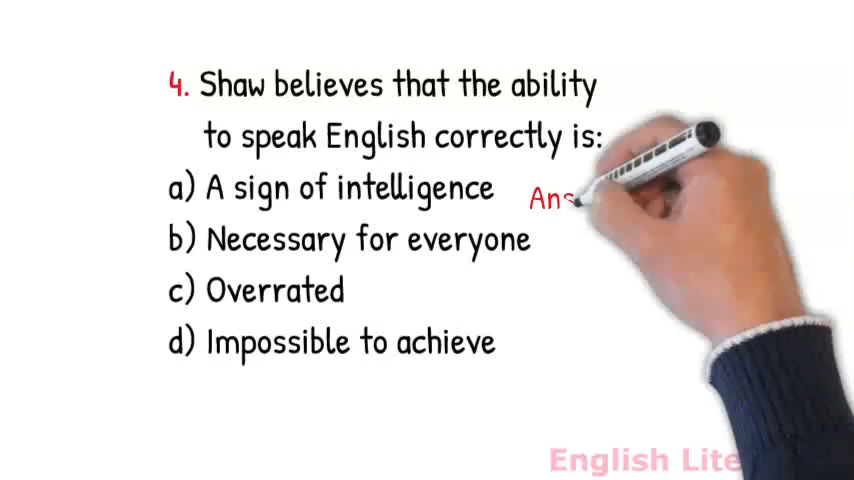 4. Shaw believes that the ability
to speak English correctly is:
a) A sign of intelligence
Ans
b) Necessary for everyone
c) Overrated
d) Impossible to achieve
English Lite